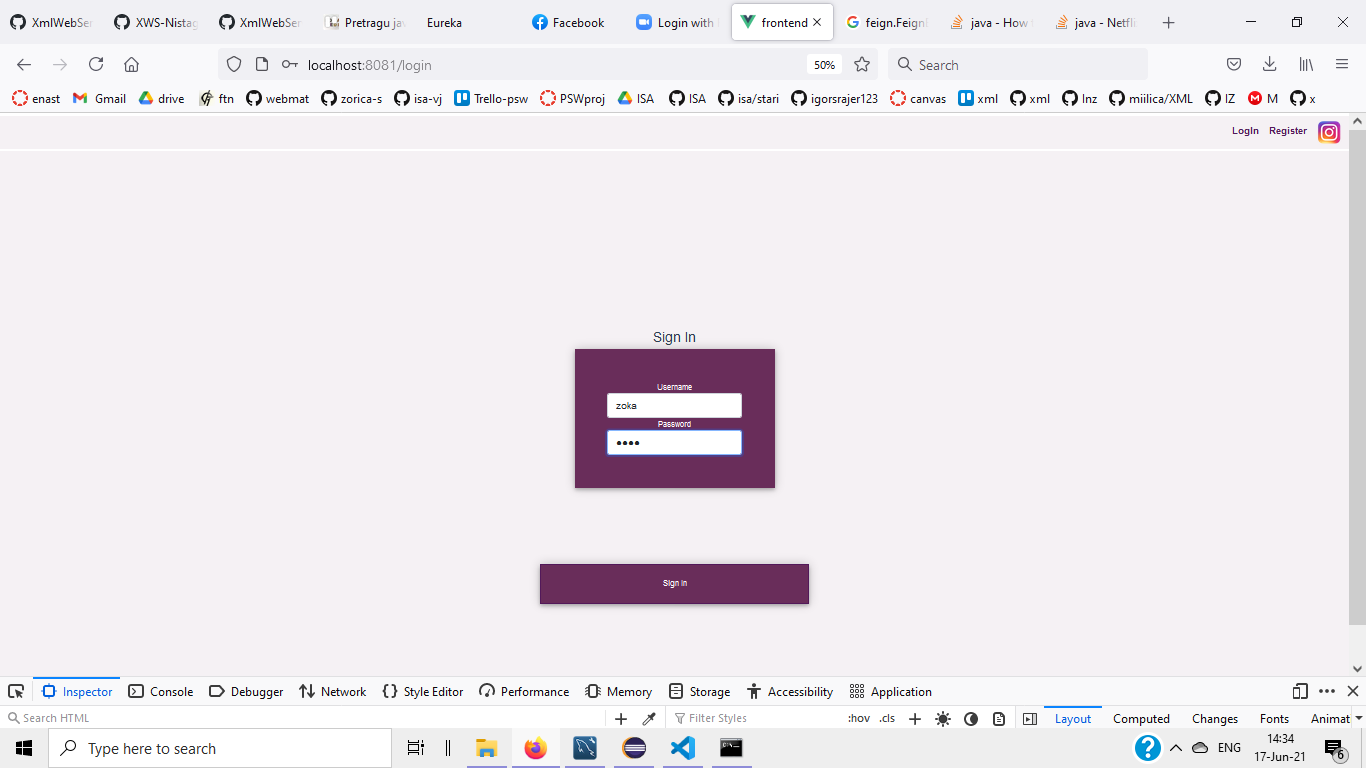 XmlWebSer
XWS-Nistag
XmlWebSer
Pretragu jav
Eureka
Facebook
Login with
frontend
feign.Feign
java - How
java - Netfli
localhost:8081/login
50%
Search
enast
Gmail
drive
ftn
webmat
zorica-s
isa-vj
Trello-psw
PSWproj
ISA
ISA
isa/stari
igorsrajer123
canvas
xml
xml
Inz
miilica/XML
IZ
M
x
LogIn
Register
Sign In
Username
zoka
Password
Sign in
Inspector
Console
Debugger
Network
Style Editor
Performance
Memory
Storage
Accessibility
Application
Search HTML
Filter Styles
:hov
.cls
Layout
Computed
Changes
Fonts
Animat
Type here to search
ENG
14:34
17-Jun-21
6